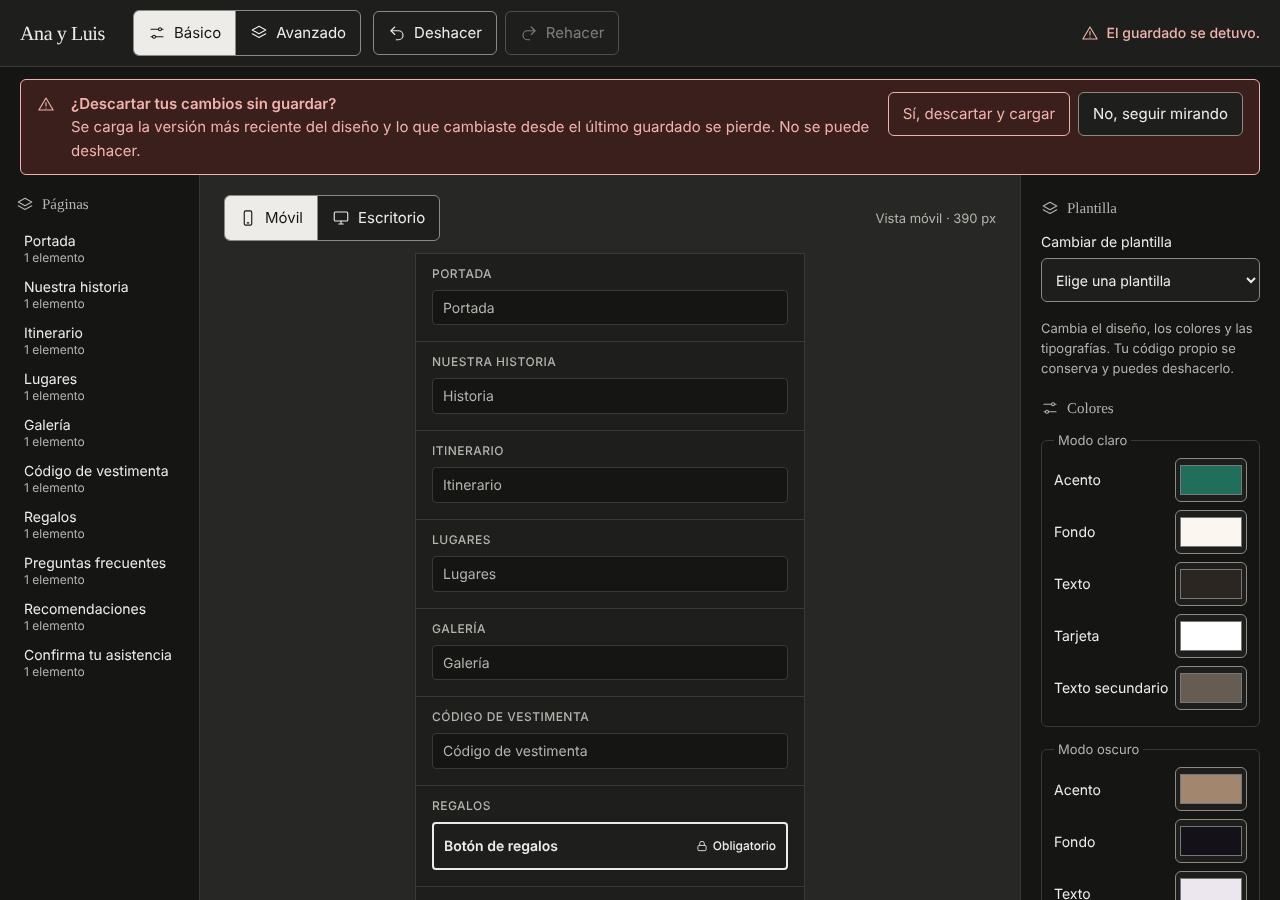 Ana y Luis
Básico
Avanzado
Deshacer
Rehacer
El guardado se detuvo.
¿Descartar tus cambios sin guardar?
Se carga la versión más reciente del diseño y lo que cambiaste desde el último guardado se pierde. No se puede
deshacer.
Sí, descartar y cargar
No, seguir mirando
Páginas
Portada
1 elemento
Nuestra historia
1 elemento
Itinerario
1 elemento
Lugares
1 elemento
Galería
1 elemento
Código de vestimenta
1 elemento
Regalos
1 elemento
Preguntas frecuentes
1 elemento
Recomendaciones
1 elemento
Confirma tu asistencia
1 elemento
Móvil
Escritorio
Vista móvil · 390 px
PORTADA
Portada
NUESTRA HISTORIA
Historia
ITINERARIO
Itinerario
LUGARES
Lugares
GALERÍA
Galería
CÓDIGO DE VESTIMENTA
Código de vestimenta
REGALOS
Botón de regalos
Obligatorio
Plantilla
Cambiar de plantilla
Elige una plantilla
Cambia el diseño, los colores y las
tipografías. Tu código propio se
conserva y puedes deshacerlo.
Colores
Modo claro
Acento
Fondo
Texto
Tarjeta
Texto secundario
Modo oscuro
Acento
Fondo
Texto